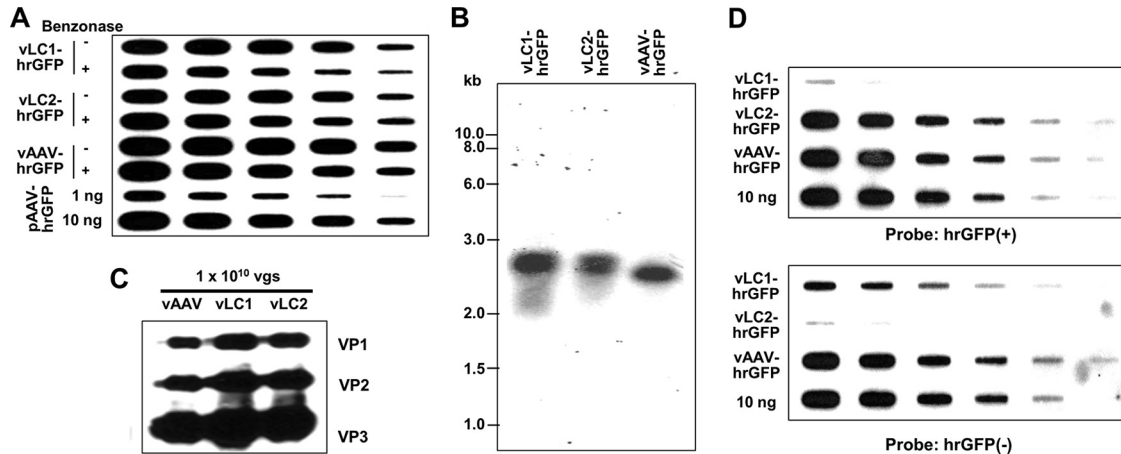 A
Benzonase
vLC1-
hrGFP
-
+
vLC2-
hrGFP
-
+
vAAV-
hrGFP
-
+
pAAV-
hrGFP
1 ng
10 ng
B
vLC1-
hrGFP
vLC2-
hrGFP
vAAV-
hrGFP
kb
10.0
8.0
6.0
3.0
2.0
1.5
1.0
C
1 x 10¹⁰ vgs
vAAV
vLC1
vLC2
VP1
VP2
VP3
D
vLC1-
hrGFP
vLC2-
hrGFP
vAAV-
hrGFP
10 ng
Probe: hrGFP(+)
vLC1-
hrGFP
vLC2-
hrGFP
vAAV-
hrGFP
10 ng
Probe: hrGFP(-)